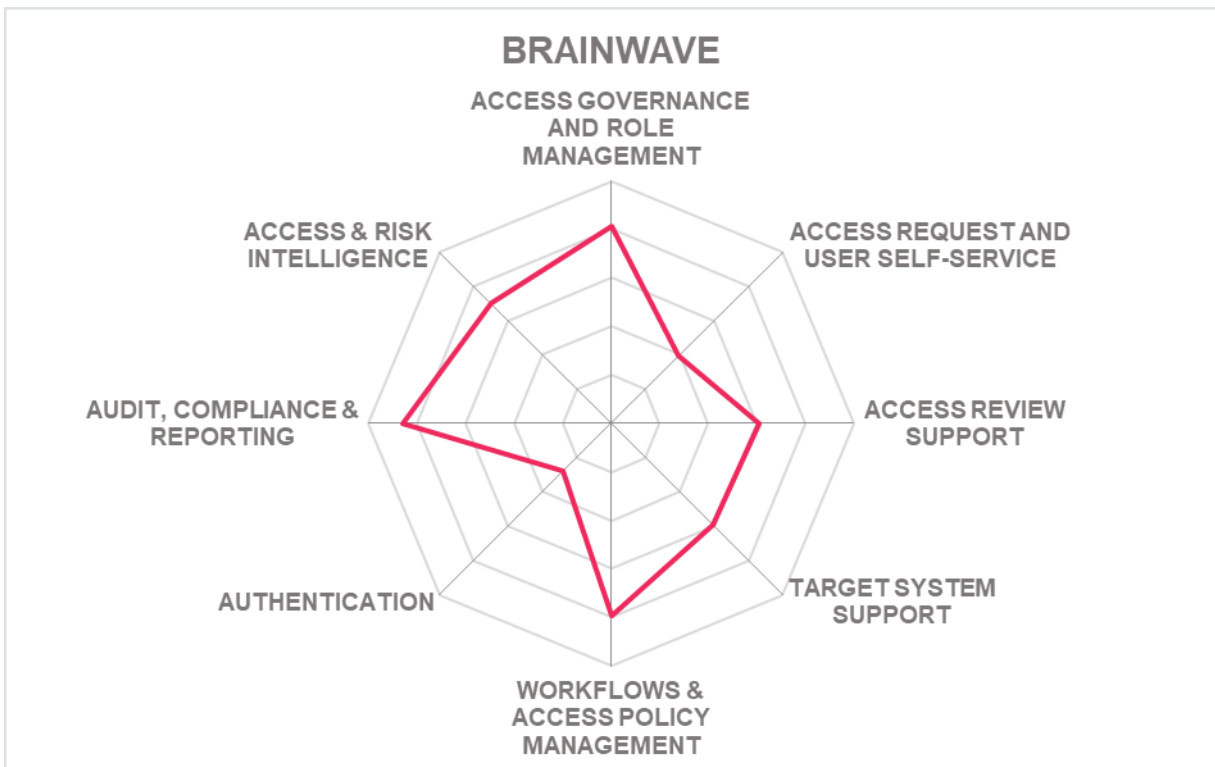 BRAINWAVE
ACCESS GOVERNANCE
AND ROLE
MANAGEMENT
ACCESS & RISK
INTELLIGENCE
ACCESS REQUEST AND
USER SELF-SERVICE
AUDIT, COMPLIANCE &
REPORTING
ACCESS REVIEW
SUPPORT
AUTHENTICATION
TARGET SYSTEM
SUPPORT
WORKFLOWS &
ACCESS POLICY
MANAGEMENT